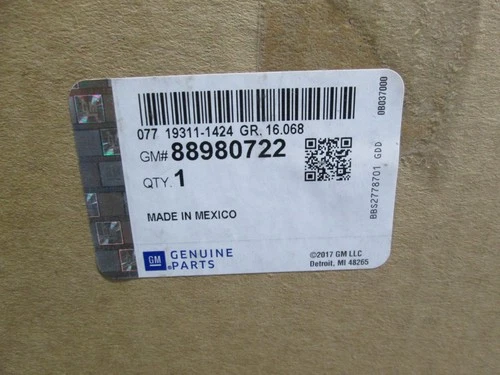 077 19311-1424 GR. 16.068
GM# 88980722
QTY. 1
MADE IN MEXICO
GM GENUINE
PARTS
©2017 GM LLC
Detroit, MI 48265
0B037000
BBS2778701 GDD